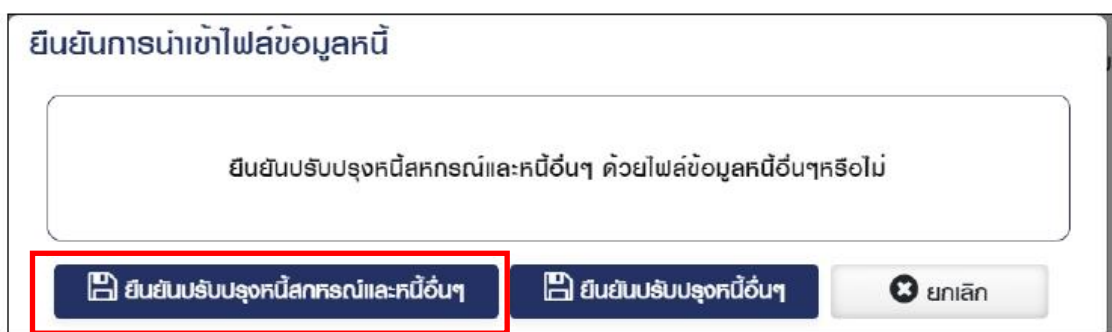 ยืนยันการนำเข้าไฟล์ข้อมูลหนี้
ยืนยันปรับปรุงหนี้สหกรณ์และหนี้อื่นๆ ด้วยไฟล์ข้อมูลหนี้อื่นๆหรือไม่
ยืนยันปรับปรุงหนี้สกหรณ์และหนี้อื่นๆ ยืนยันปรับปรุงหนี้อื่นๆ ยกเลิก